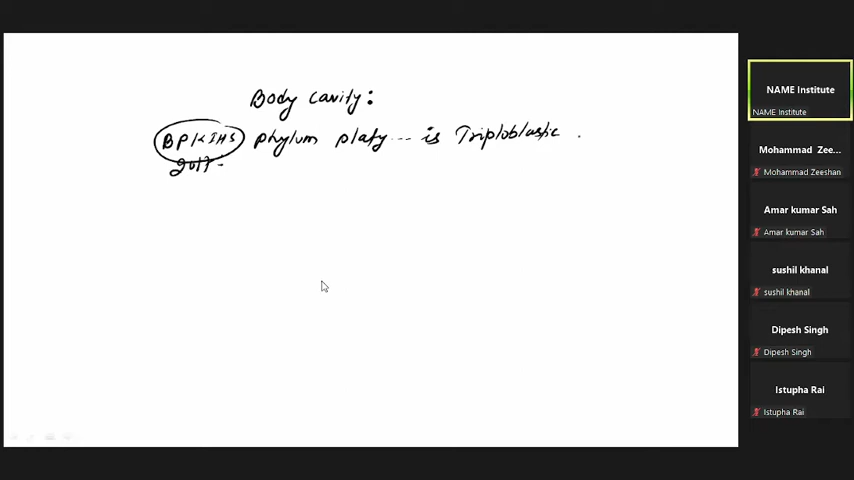 Body cavity:
BPKIHS phylum platy... is Triploblastic.
2017.
NAME Institute
NAME Institute
Mohammad Zee...
Mohammad Zeeshan
Amar kumar Sah
Amar kumar Sah
sushil khanal
sushil khanal
Dipesh Singh
Dipesh Singh
Istupha Rai
Istupha Rai